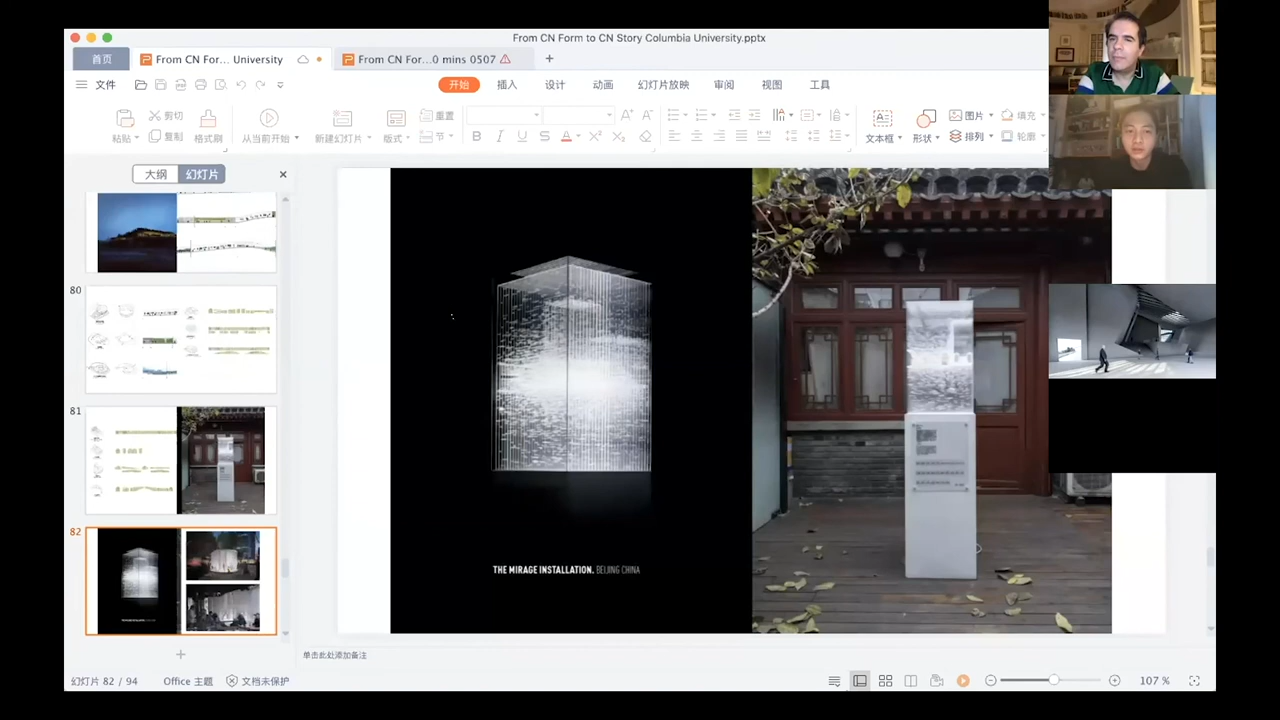 From CN Form to CN Story Columbia University.pptx
首页
From CN For... University
From CN For...0 mins 0507
文件
开始
插入
设计
动画
幻灯片放映
审阅
视图
工具
粘贴
剪切
复制
格式刷
从当前开始
新建幻灯片
版式
重置
节
B I U S A X² X₂
文本框
形状
图片
排列
填充
轮廓
大纲
幻灯片
80
81
82
THE MIRAGE INSTALLATION. BEIJING CHINA
单击此处添加备注
幻灯片 82 / 94
Office 主题
文档未保护
107 %